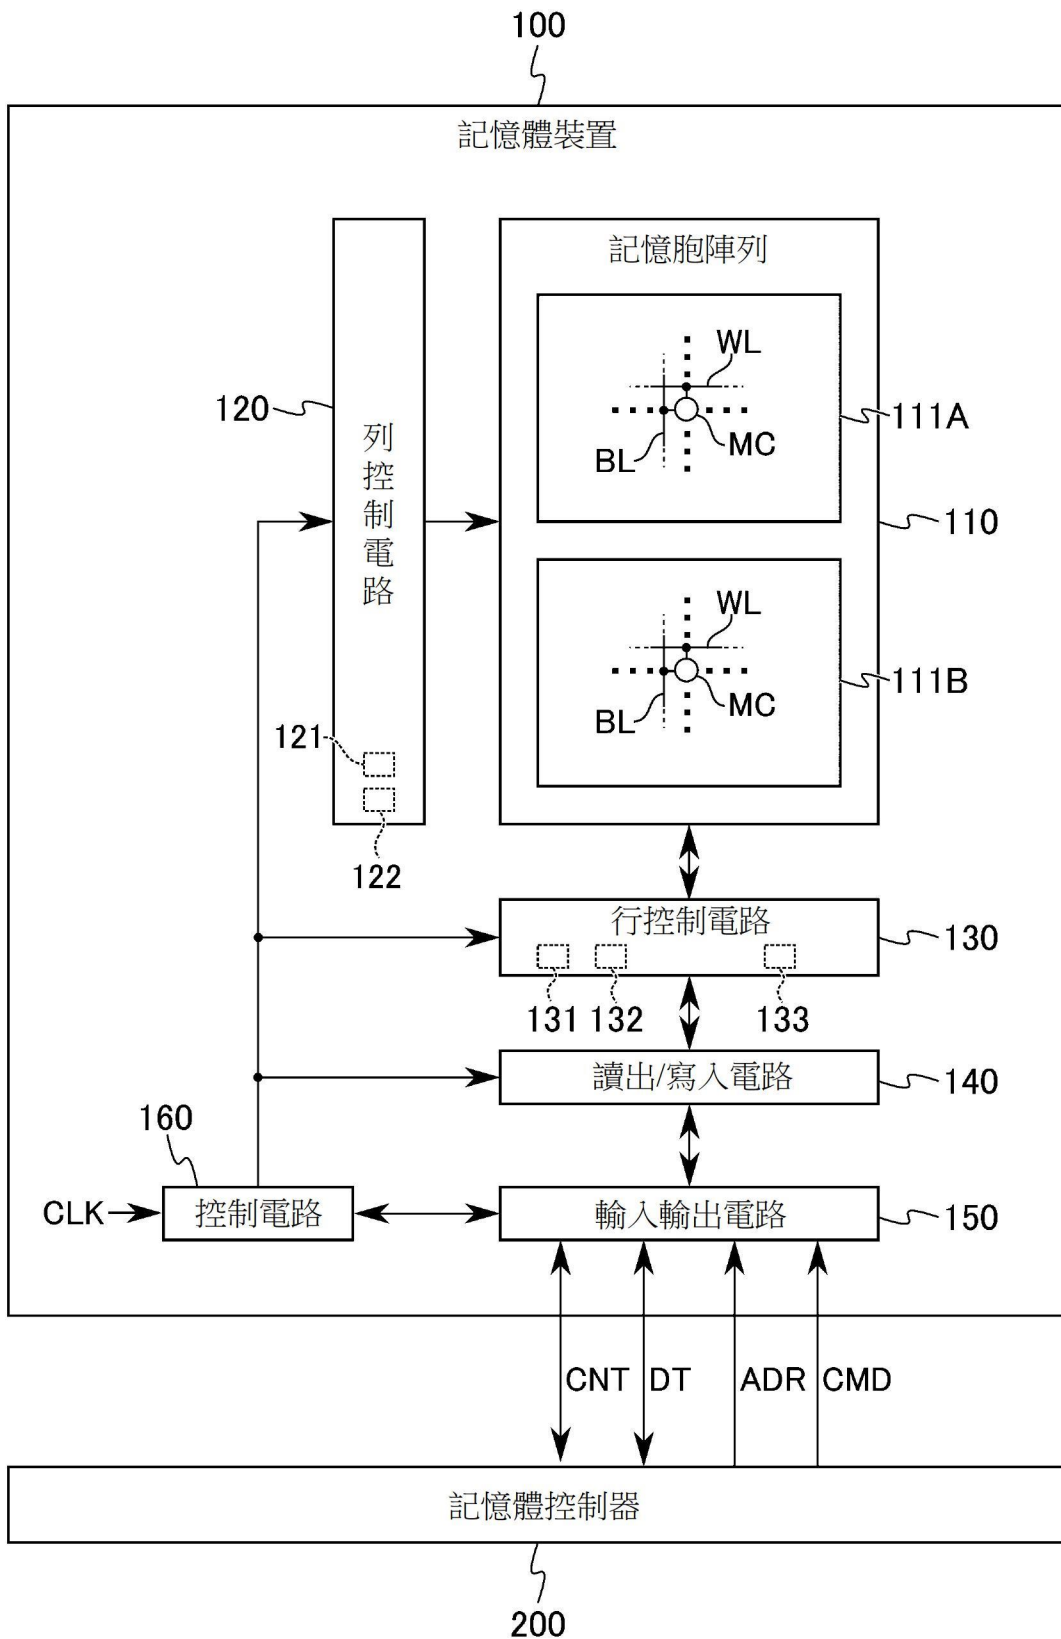 100
記憶體裝置
記憶胞陣列
WL
120
111A
列控制電路
BL
MC
110
WL
111B
BL
MC
121
122
行控制電路
130
131
132
133
讀出/寫入電路
140
160
CLK
控制電路
輸入輸出電路
150
CNT
DT
ADR
CMD
記憶體控制器
200